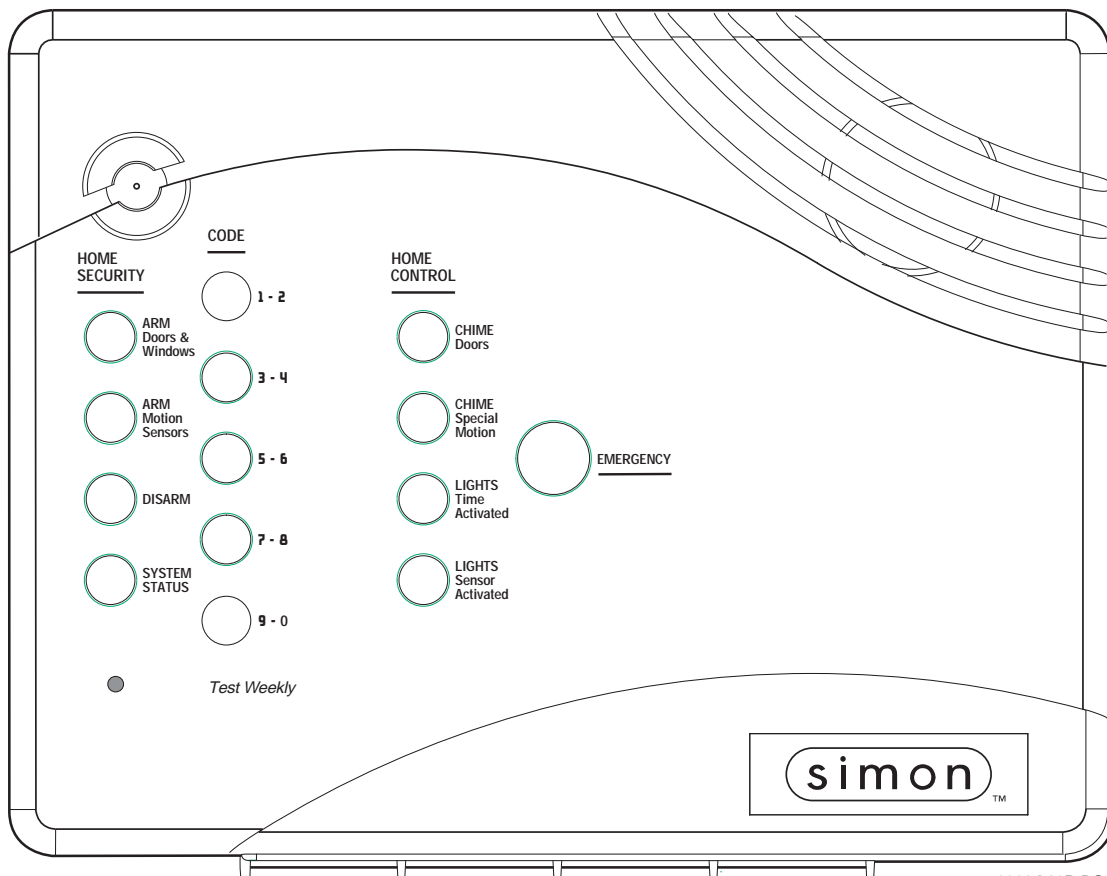 CODE
HOME
SECURITY
1 - 2
ARM
Doors &
Windows
3 - 4
ARM
Motion
Sensors
5 - 6
DISARM
7 - 8
SYSTEM
STATUS
9 - 0
Test Weekly
HOME
CONTROL
CHIME
Doors
CHIME
Special
Motion
LIGHTS
Time
Activated
LIGHTS
Sensor
Activated
EMERGENCY
simon
TM